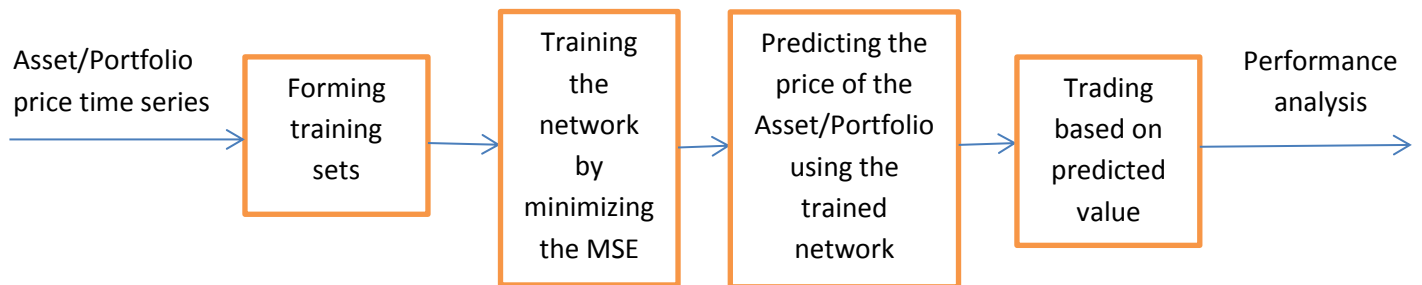 Asset/Portfolio
price time series
Forming
training
sets
Training
the
network
by
minimizing
the MSE
Predicting the
price of the
Asset/Portfolio
using the
trained
network
Trading
based on
predicted
value
Performance
analysis